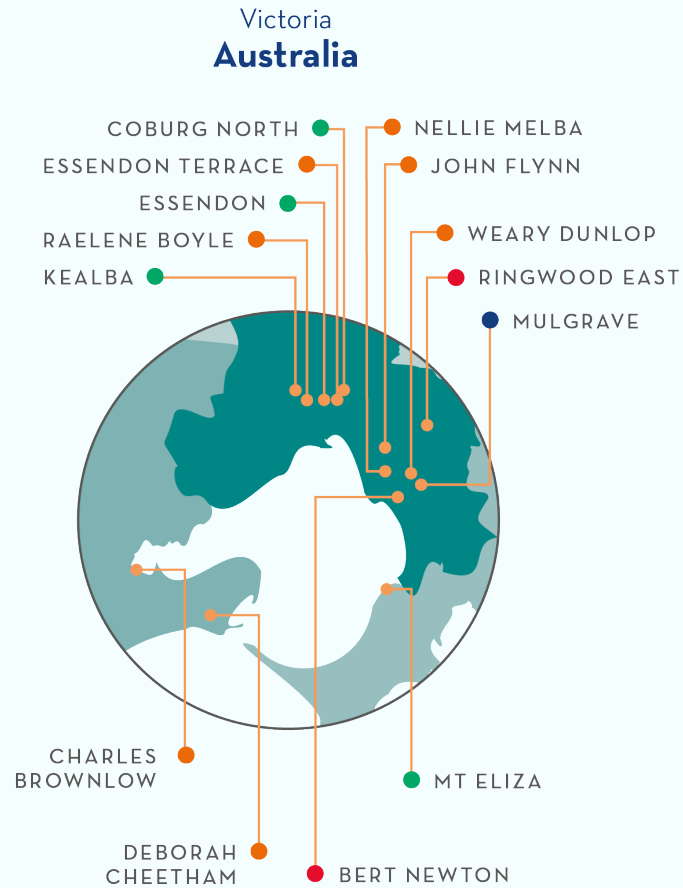 Victoria
Australia
COBURG NORTH
NELLIE MELBA
ESSENDON TERRACE
JOHN FLYNN
ESSENDON
RAELENE BOYLE
WEARY DUNLOP
KEALBA
RINGWOOD EAST
MULGRAVE
CHARLES
BROWNLOW
MT ELIZA
DEBORAH
CHEETHAM
BERT NEWTON